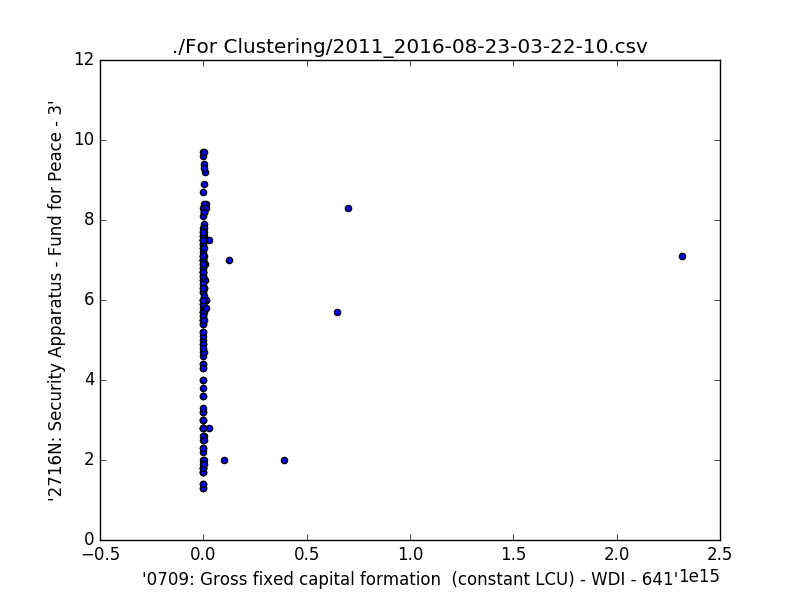 ./For Clustering/2011_2016-08-23-03-22-10.csv
12
10
8
6
4
2
0
'2716N: Security Apparatus - Fund for Peace - 3'
−0.5 0.0 0.5 1.0 1.5 2.0 2.5
1e15
'0709: Gross fixed capital formation  (constant LCU) - WDI - 641'